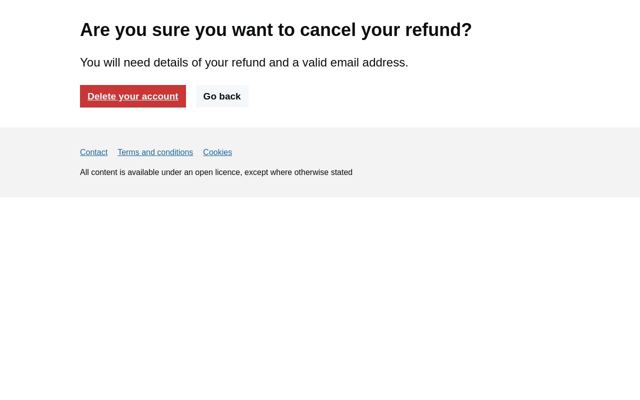 Are you sure you want to cancel your refund?
You will need details of your refund and a valid email address.
Delete your account Go back
Contact Terms and conditions Cookies
All content is available under an open licence, except where otherwise stated